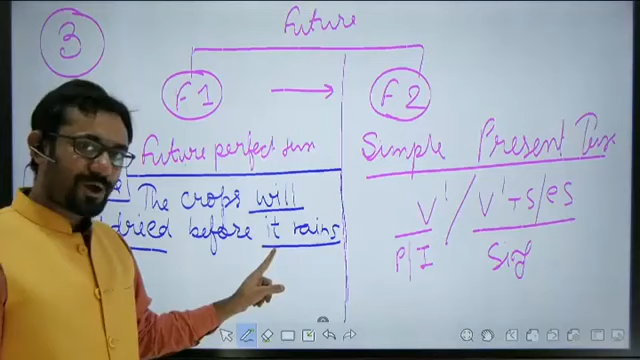 3
Future
F1 → F2
Future perfect
Simple Present
The crops will
dried before it rains
V¹ / V¹+s/es
P|I
Sing